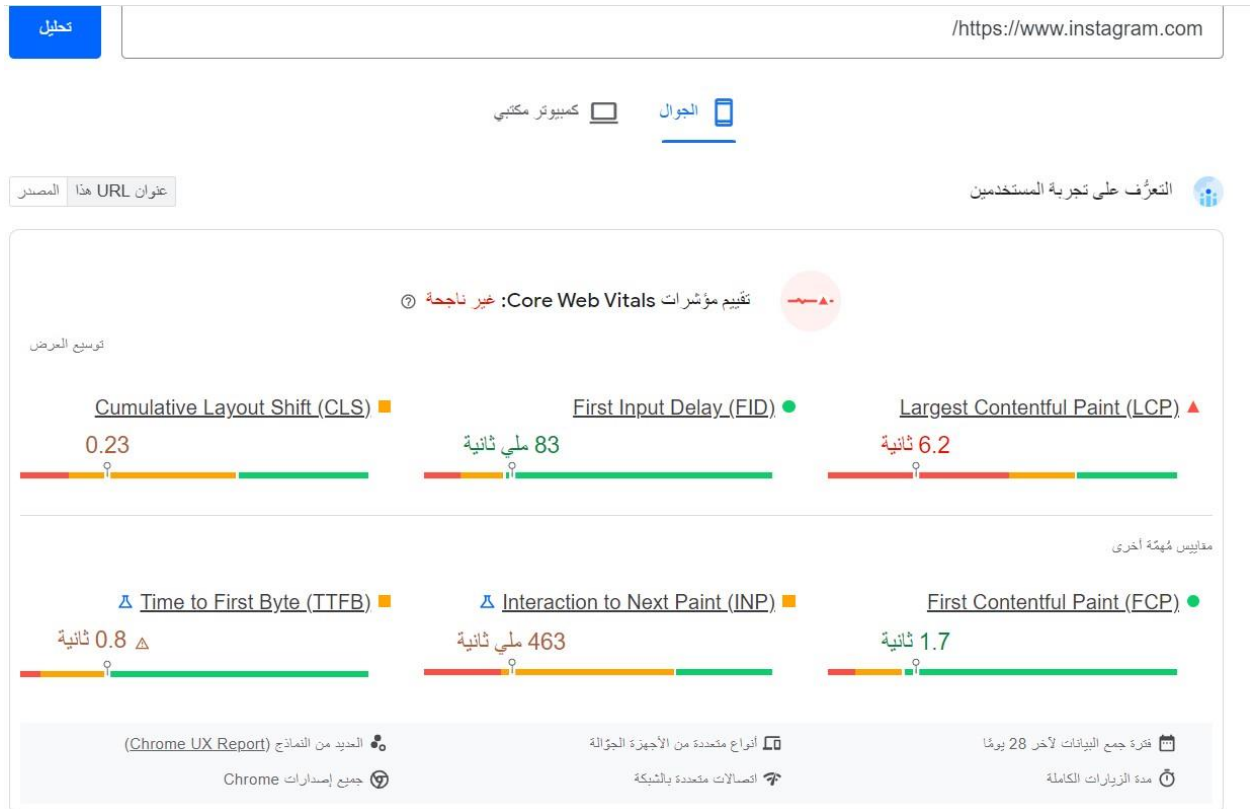 /https://www.instagram.com
تحليل
الجوال
كمبيوتر مكتبي
التعرُّف على تجربة المستخدمين
عنوان URL هذا
المصدر
تقييم مؤشرات Core Web Vitals: غير ناجحة
توسيع العرض
Largest Contentful Paint (LCP)
6.2 ثانية
First Input Delay (FID)
83 ملي ثانية
Cumulative Layout Shift (CLS)
0.23
مقاييس مُهمّة أخرى
First Contentful Paint (FCP)
1.7 ثانية
Interaction to Next Paint (INP)
463 ملي ثانية
Time to First Byte (TTFB)
0.8 ثانية
فترة جمع البيانات لآخر 28 يومًا
أنواع متعددة من الأجهزة الجوّالة
العديد من النماذج (Chrome UX Report)
مدة الزيارات الكاملة
اتصالات متعددة بالشبكة
جميع إصدارات Chrome